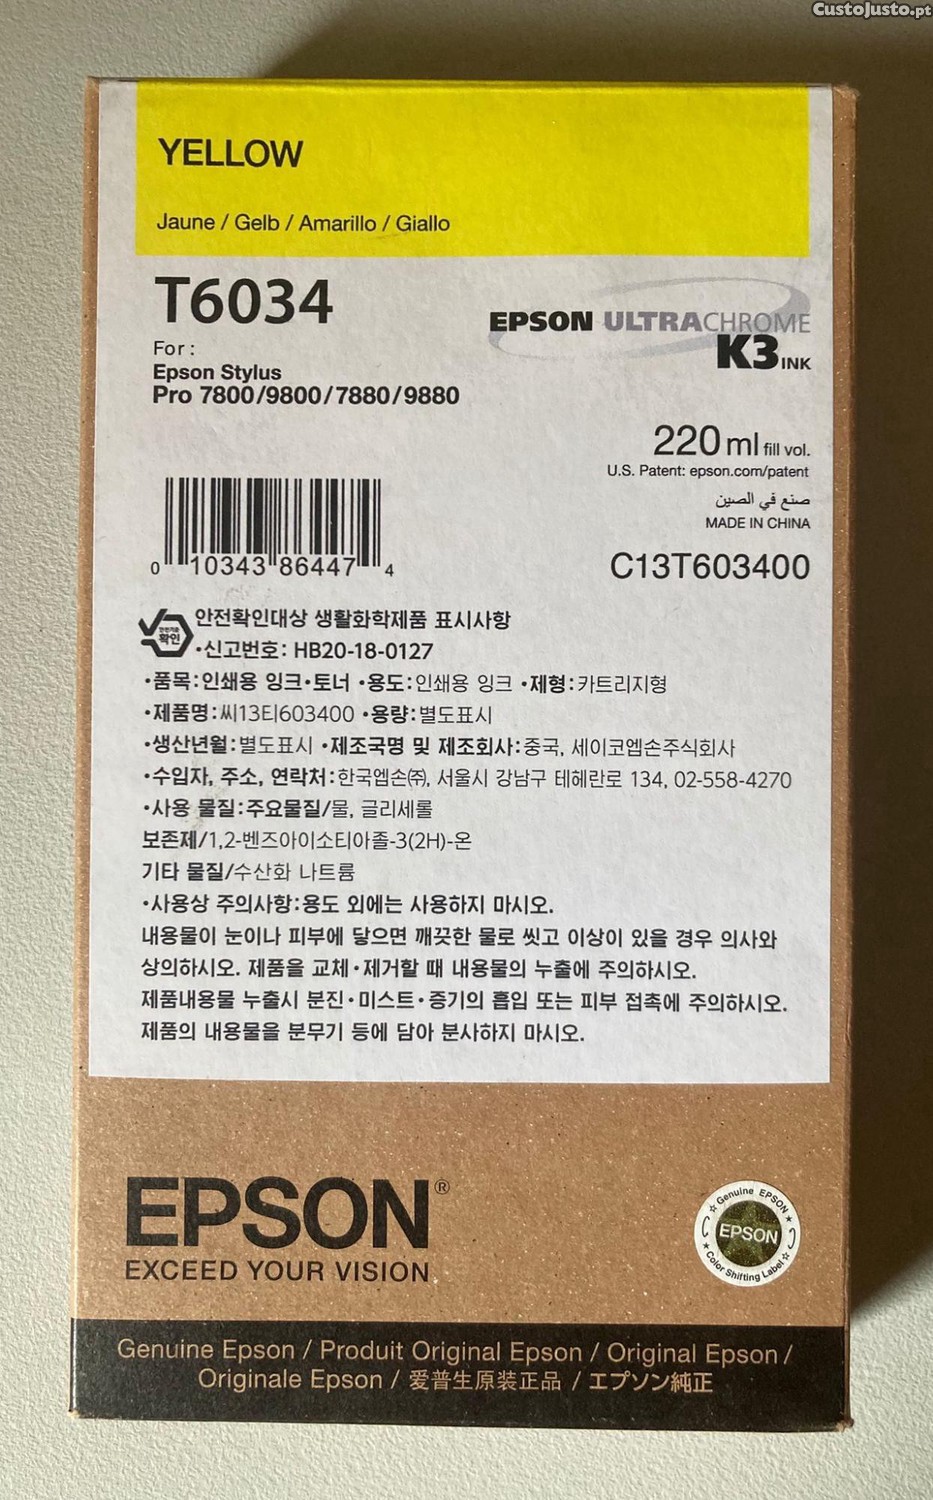 CustoJusto.pt
YELLOW
Jaune / Gelb / Amarillo / Giallo
T6034
For :
Epson Stylus
Pro 7800/9800/7880/9880
EPSON ULTRACHROME
K3 INK
220 ml fill vol.
U.S. Patent: epson.com/patent
صنع في الصين
MADE IN CHINA
C13T603400
0 10343 86447 4
안전기준
확인
안전확인대상 생활화학제품 표시사항
•신고번호: HB20-18-0127
•품목:인쇄용 잉크•토너 •용도:인쇄용 잉크 •제형:카트리지형
•제품명:씨13티603400 •용량:별도표시
•생산년월:별도표시 •제조국명 및 제조회사:중국, 세이코엡손주식회사
•수입자, 주소, 연락처:한국엡손㈜, 서울시 강남구 테헤란로 134, 02-558-4270
•사용 물질:주요물질/물, 글리세롤
보존제/1,2-벤즈아이소티아졸-3(2H)-온
기타 물질/수산화 나트륨
•사용상 주의사항:용도 외에는 사용하지 마시오.
내용물이 눈이나 피부에 닿으면 깨끗한 물로 씻고 이상이 있을 경우 의사와
상의하시오. 제품을 교체•제거할 때 내용물의 누출에 주의하시오.
제품내용물 누출시 분진•미스트•증기의 흡입 또는 피부 접촉에 주의하시오.
제품의 내용물을 분무기 등에 담아 분사하지 마시오.
EPSON®
EXCEED YOUR VISION
Genuine EPSON
EPSON
Color Shifting Label
Genuine Epson / Produit Original Epson / Original Epson /
Originale Epson / 爱普生原装正品 / エプソン純正